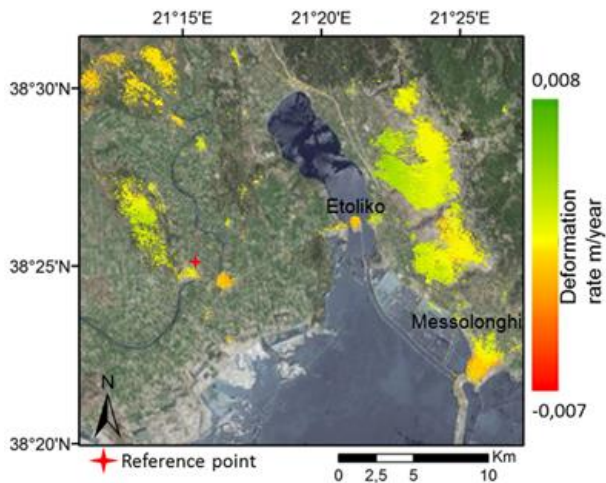 21°15'E 21°20'E 21°25'E
38°30'N
38°25'N
38°20'N
Etoliko
Messolonghi
N
0,008
Deformation
rate m/year
-0,007
Reference point
Km
0 2,5 5 10